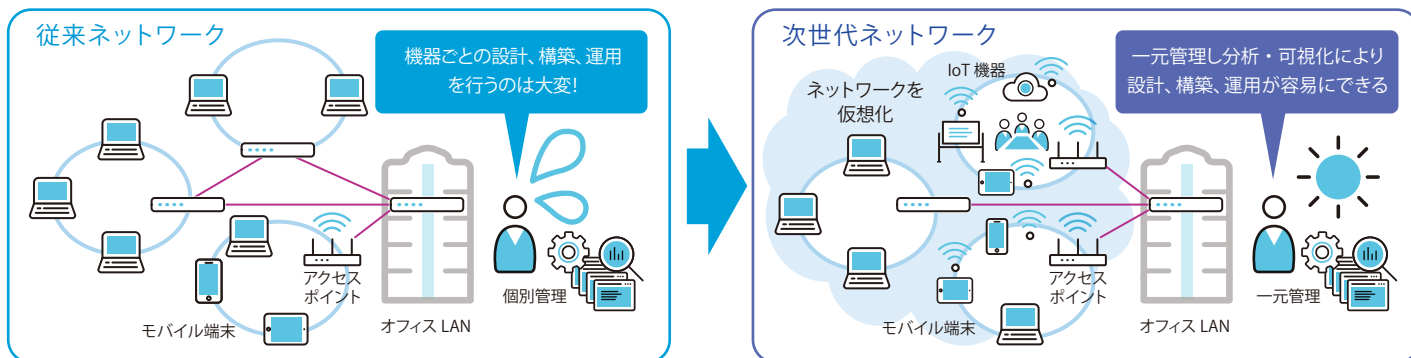 従来ネットワーク
機器ごとの設計、構築、運用
を行うのは大変！
アクセス
ポイント
個別管理
モバイル端末
オフィス LAN
次世代ネットワーク
IoT 機器
一元管理し分析・可視化により
設計、構築、運用が容易にできる
ネットワークを
仮想化
アクセス
ポイント
一元管理
モバイル端末
オフィス LAN